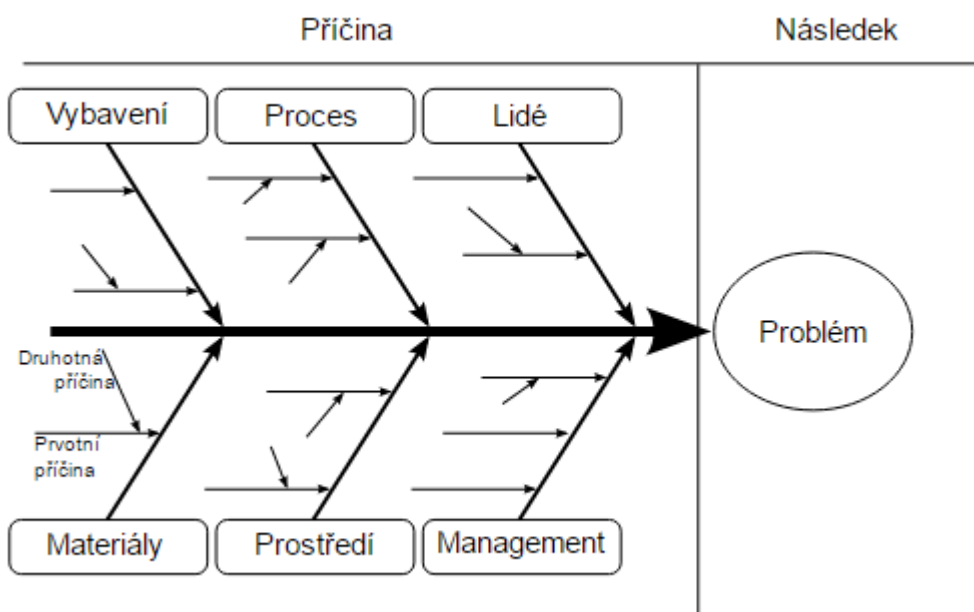 Příčina
Následek
Vybavení
Proces
Lidé
Problém
Druhotná
příčina
Prvotní
příčina
Materiály
Prostředí
Management